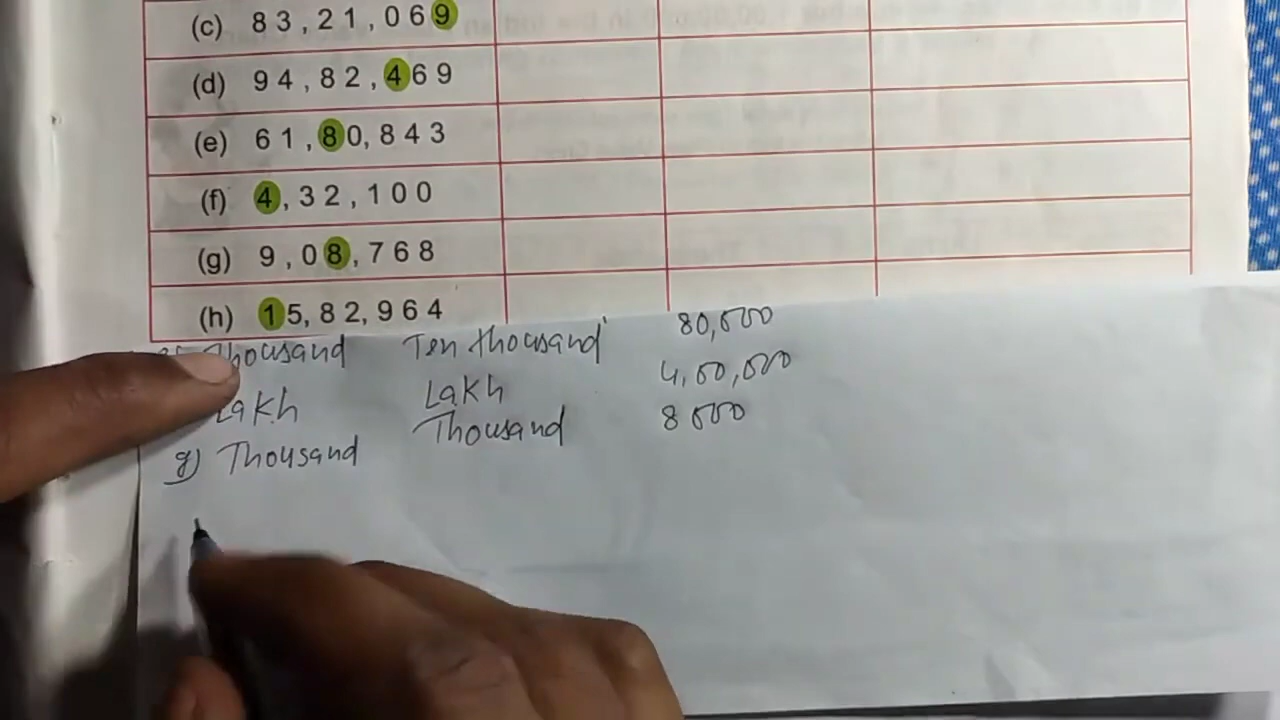 (c) 83,21,069
(d) 94,82,469
(e) 61,80,843
(f) 4,32,100
(g) 9,08,768
(h) 15,82,964
Thousand Ten thousand 80,000
Lakh Lakh 4,00,000
g) Thousand Thousand 8000